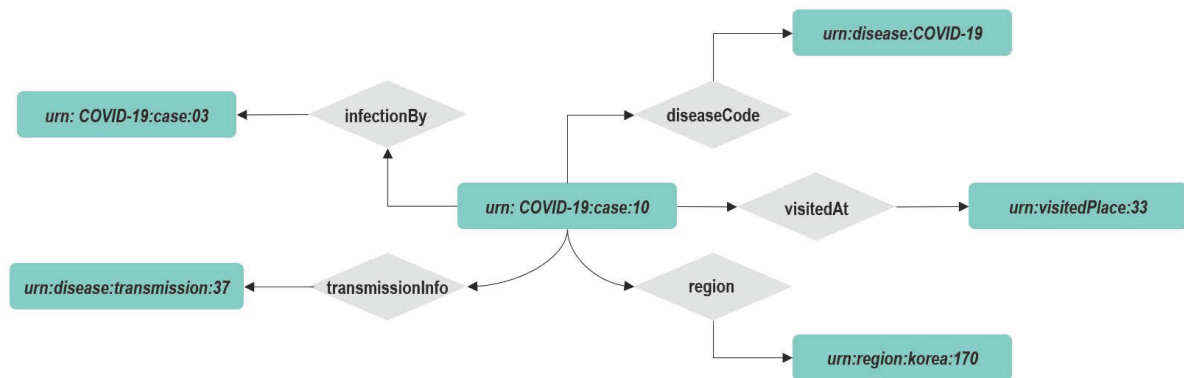 urn:disease:COVID-19
urn: COVID-19:case:03
infectionBy
diseaseCode
urn: COVID-19:case:10
visitedAt
urn:visitedPlace:33
urn:disease:transmission:37
transmissionInfo
region
urn:region:korea:170